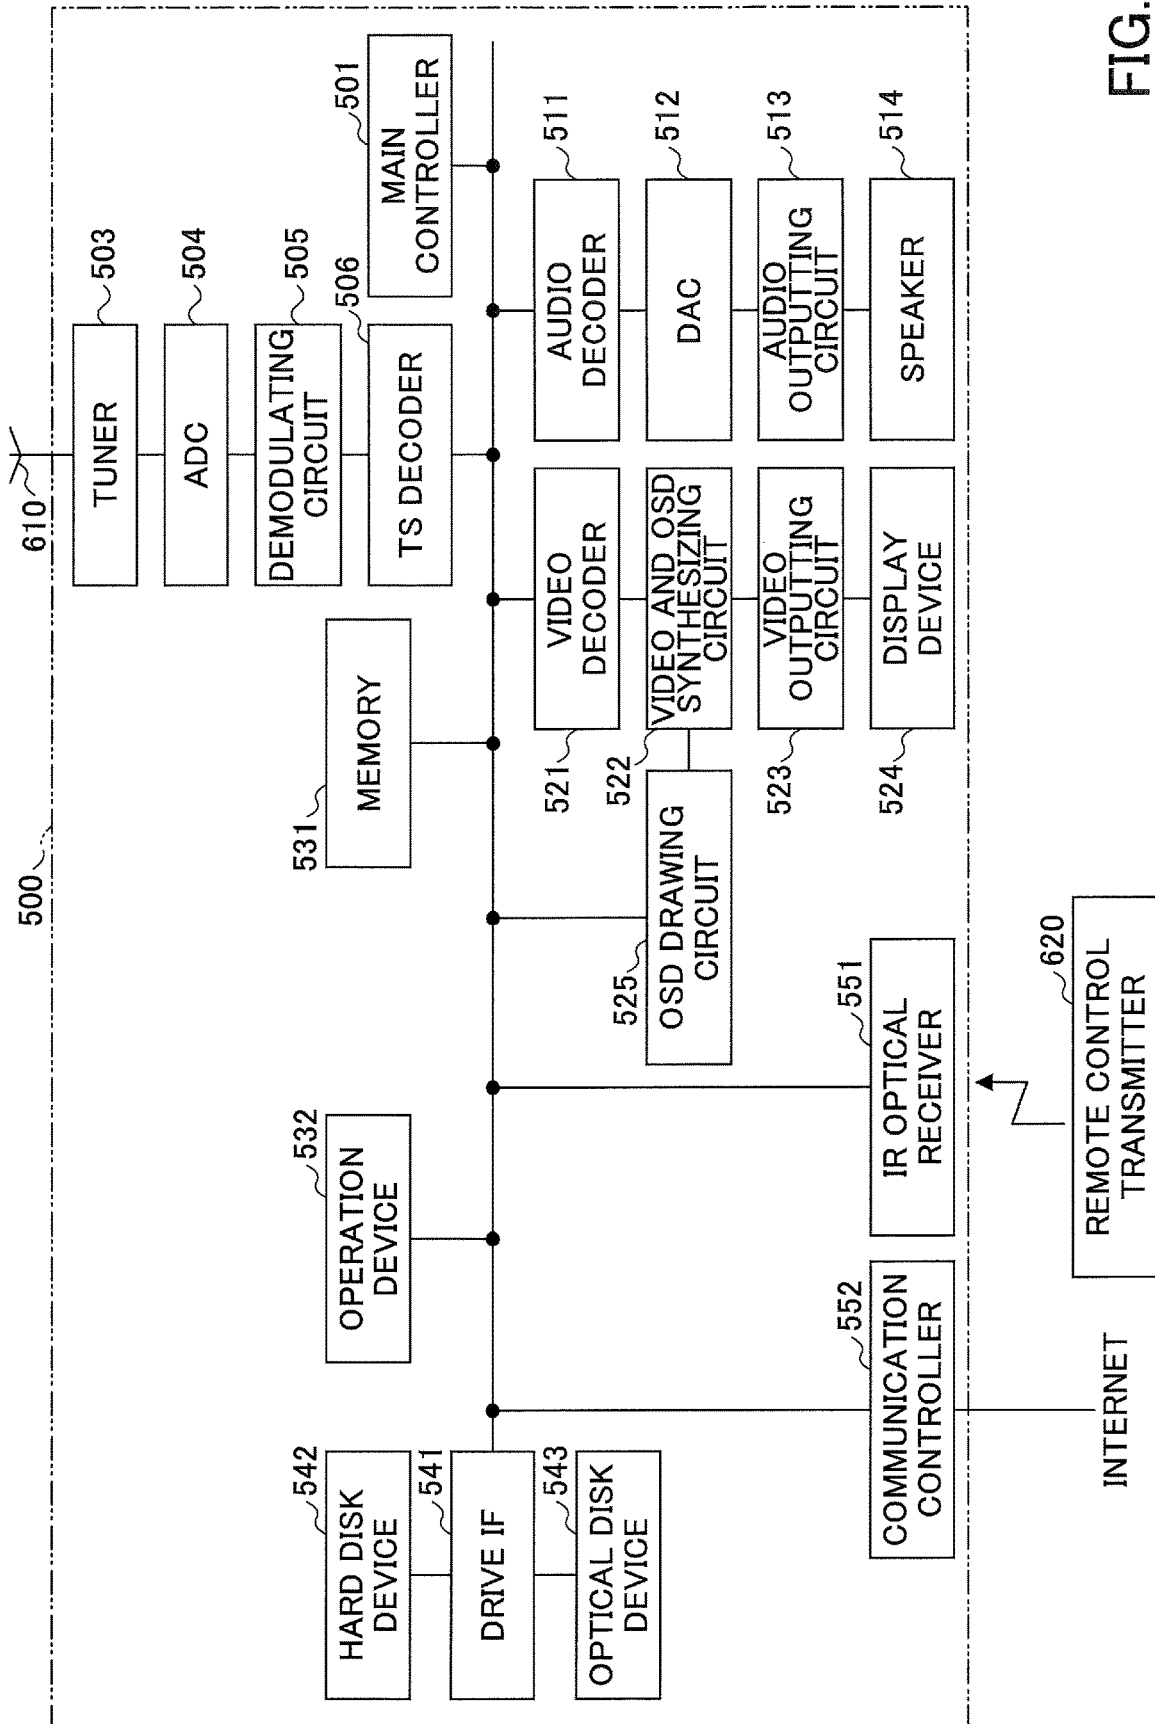 FIG.
500
610
TUNER
503
ADC
504
DEMODULATING
CIRCUIT
505
TS DECODER
506
MAIN
CONTROLLER
501
HARD DISK
DEVICE
542
DRIVE IF
541
OPTICAL DISK
DEVICE
543
OPERATION
DEVICE
532
MEMORY
531
VIDEO
DECODER
521
VIDEO AND OSD
SYNTHESIZING
CIRCUIT
522
VIDEO
OUTPUTTING
CIRCUIT
523
DISPLAY
DEVICE
524
OSD DRAWING
CIRCUIT
525
AUDIO
DECODER
511
DAC
512
AUDIO
OUTPUTTING
CIRCUIT
513
SPEAKER
514
COMMUNICATION
CONTROLLER
552
IR OPTICAL
RECEIVER
551
INTERNET
REMOTE CONTROL
TRANSMITTER
620